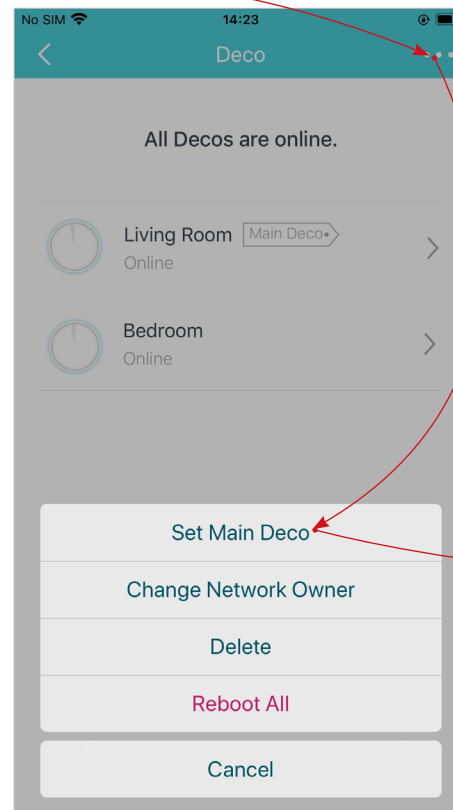 No SIM 14:23
Deco
All Decos are online.
Living Room Main Deco
Online
Bedroom
Online
Set Main Deco
Change Network Owner
Delete
Reboot All
Cancel